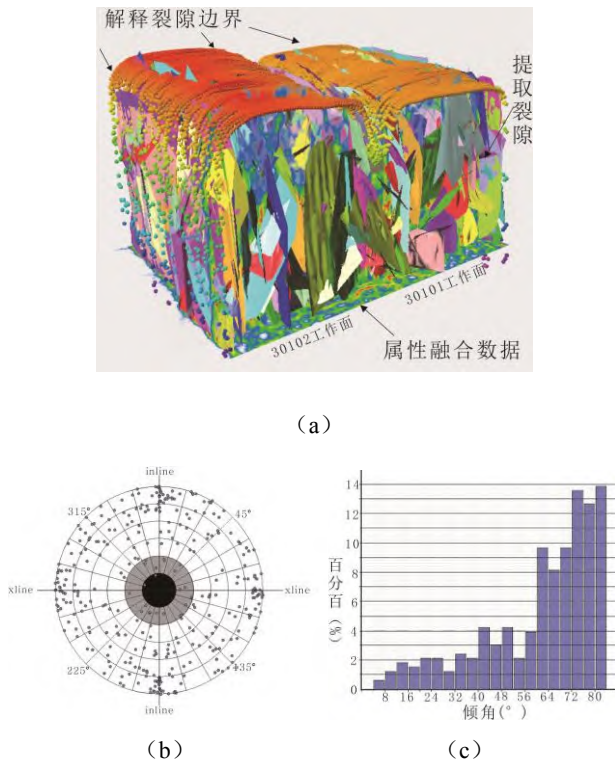 解释裂隙边界
提取裂隙
30101工作面
30102工作面
属性融合数据
（a）
inline
315°
45°
xline
xline
225°
135°
inline
（b）
14
12
10
8
6
4
2
0
百分百
(%)
8 16 24 32 40 48 56 64 72 80
倾角(°)
（c）